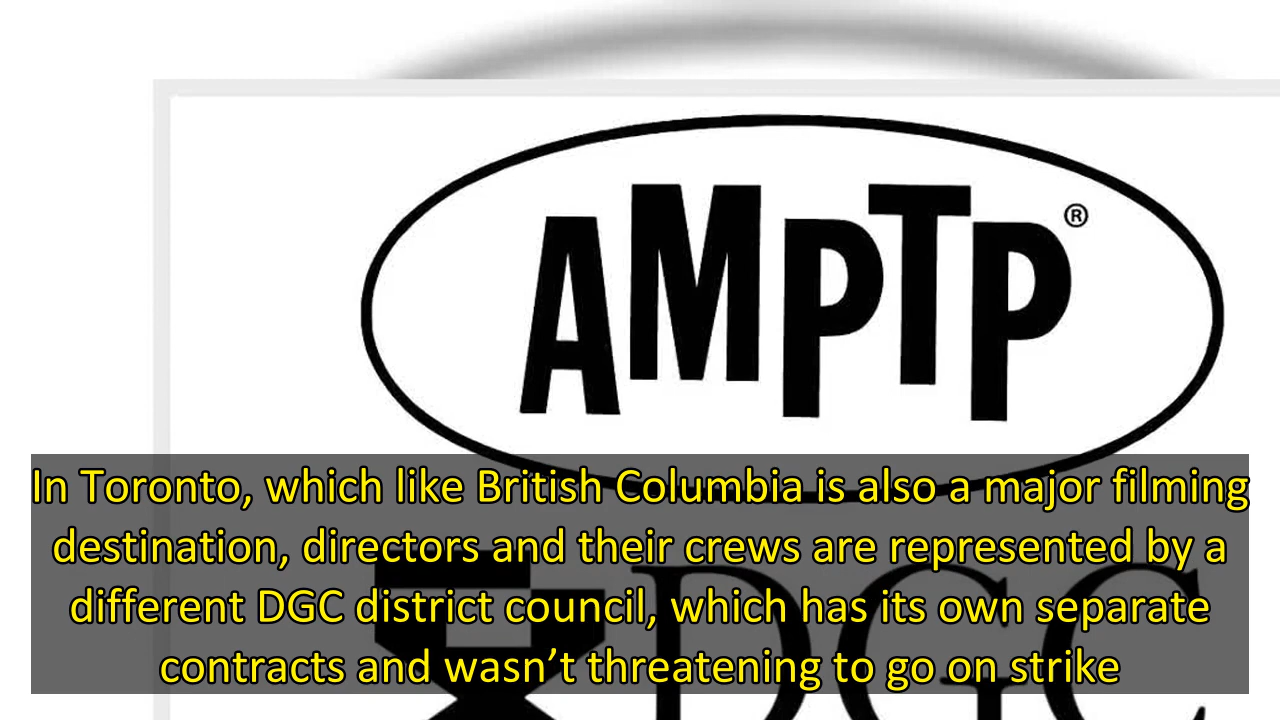 AMPTP®
In Toronto, which like British Columbia is also a major filming
destination, directors and their crews are represented by a
different DGC district council, which has its own separate
contracts and wasn’t threatening to go on strike
DGC